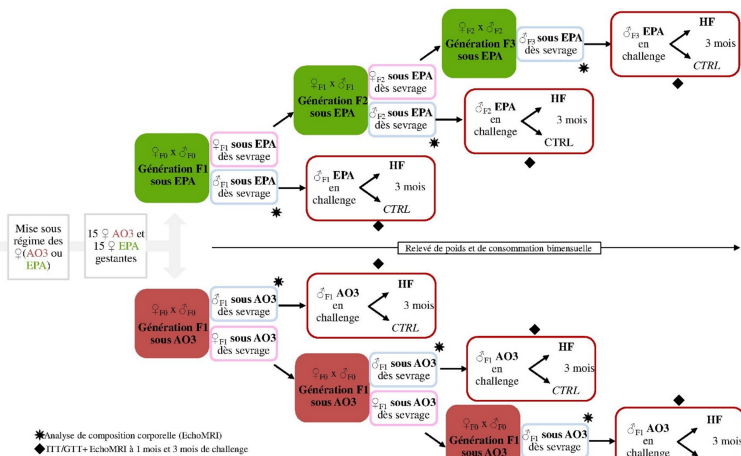 ♀F2 x ♂F2
Génération F3
sous EPA
♂F3 sous EPA
dès sevrage
♂F3 EPA
en
challenge
HF
3 mois
CTRL
♀F1 x ♂F1
Génération F2
sous EPA
♀F2 sous EPA
dès sevrage
♂F2 sous EPA
dès sevrage
♂F2 EPA
en
challenge
HF
3 mois
CTRL
♀F0 x ♂F0
Génération F1
sous EPA
♀F1 sous EPA
dès sevrage
♂F1 sous EPA
dès sevrage
♂F1 EPA
en
challenge
HF
3 mois
CTRL
Mise sous
régime des
♀(AO3 ou
EPA)
15 ♀ AO3 et
15 ♀ EPA
gestantes
Relevé de poids et de consommation bimensuelle
♀F0 x ♂F0
Génération F1
sous AO3
♂F1 sous AO3
dès sevrage
♀F1 sous AO3
dès sevrage
♂F1 AO3
en
challenge
HF
3 mois
CTRL
♀F0 x ♂F0
Génération F1
sous AO3
♂F1 sous AO3
dès sevrage
♀F1 sous AO3
dès sevrage
♂F1 AO3
en
challenge
HF
3 mois
CTRL
♀F0 x ♂F0
Génération F1
sous AO3
♂F1 sous AO3
dès sevrage
♂F1 AO3
en
challenge
HF
3 mois
CTRL
Analyse de composition corporelle (EchoMRI)
ITT/GTT+ EchoMRI à 1 mois et 3 mois de challenge